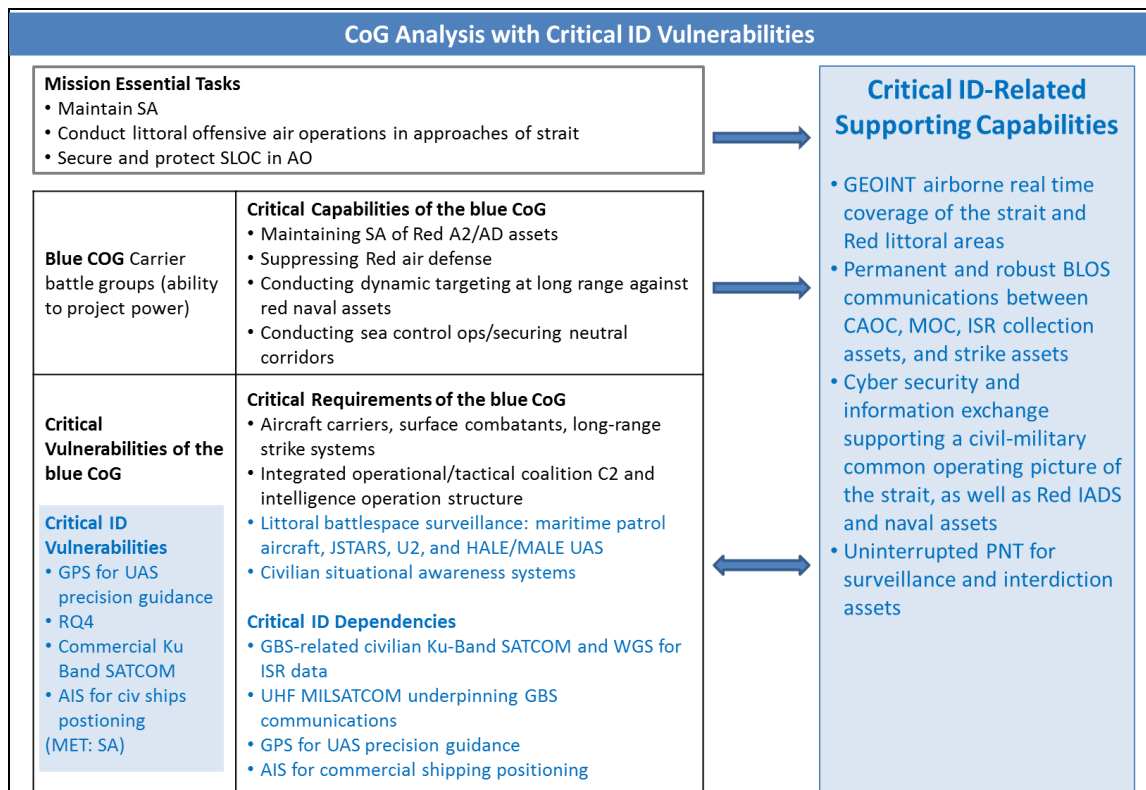 CoG Analysis with Critical ID Vulnerabilities
Mission Essential Tasks
• Maintain SA
• Conduct littoral offensive air operations in approaches of strait
• Secure and protect SLOC in AO
Blue COG Carrier
battle groups (ability
to project power)
Critical Capabilities of the blue CoG
• Maintaining SA of Red A2/AD assets
• Suppressing Red air defense
• Conducting dynamic targeting at long range against
red naval assets
• Conducting sea control ops/securing neutral
corridors
Critical
Vulnerabilities of the
blue CoG
Critical ID
Vulnerabilities
• GPS for UAS
precision guidance
• RQ4
• Commercial Ku
Band SATCOM
• AIS for civ ships
postioning
(MET: SA)
Critical Requirements of the blue CoG
• Aircraft carriers, surface combatants, long-range
strike systems
• Integrated operational/tactical coalition C2 and
intelligence operation structure
• Littoral battlespace surveillance: maritime patrol
aircraft, JSTARS, U2, and HALE/MALE UAS
• Civilian situational awareness systems
Critical ID Dependencies
• GBS-related civilian Ku-Band SATCOM and WGS for
ISR data
• UHF MILSATCOM underpinning GBS
communications
• GPS for UAS precision guidance
• AIS for commercial shipping positioning
Critical ID-Related
Supporting Capabilities
• GEOINT airborne real time
coverage of the strait and
Red littoral areas
• Permanent and robust BLOS
communications between
CAOC, MOC, ISR collection
assets, and strike assets
• Cyber security and
information exchange
supporting a civil-military
common operating picture of
the strait, as well as Red IADS
and naval assets
• Uninterrupted PNT for
surveillance and interdiction
assets